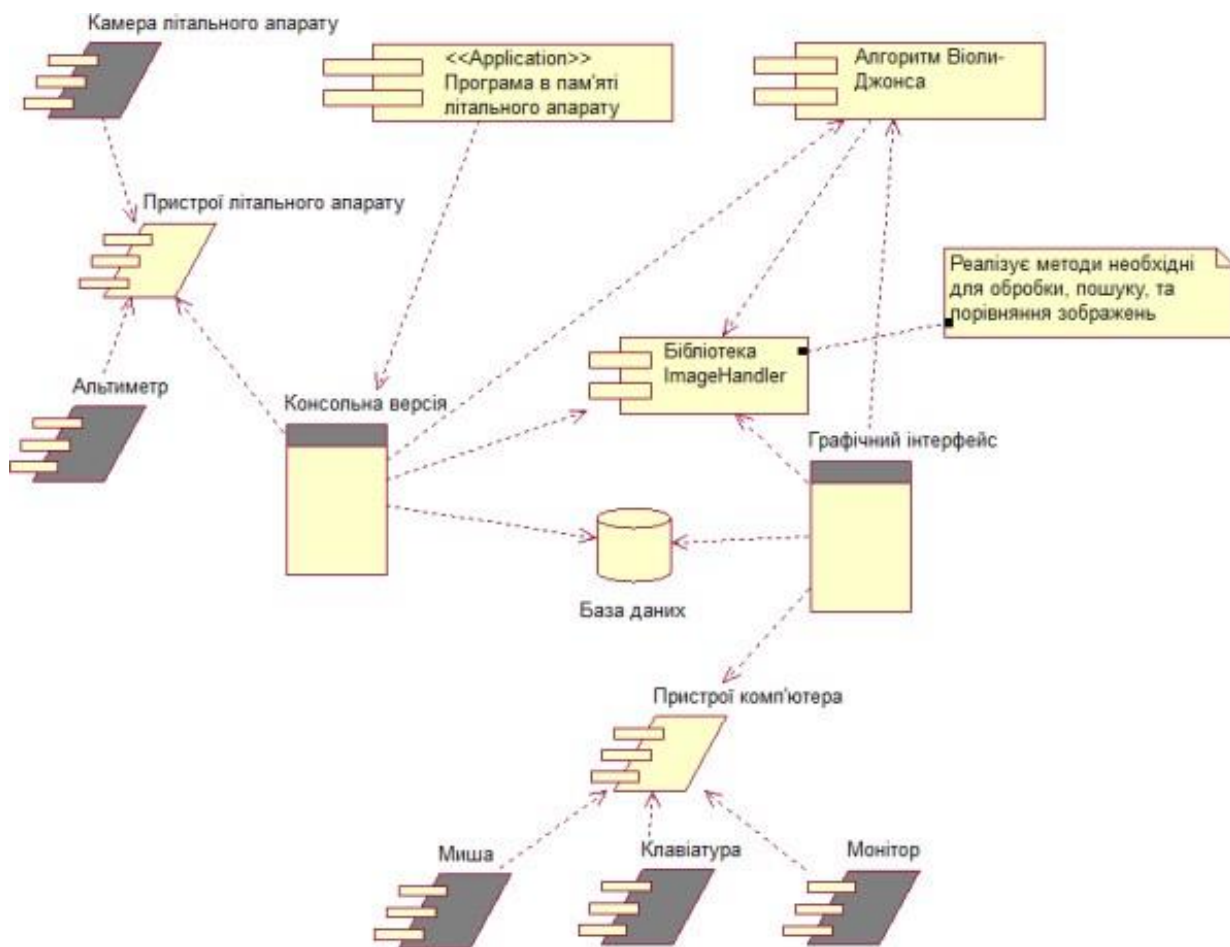 Камера літального апарату
<<Application>>
Програма в пам'яті
літального апарату
Алгоритм Віоли-
Джонса
Пристрої літального апарату
Реалізує методи необхідні
для обробки, пошуку, та
порівняння зображень
Бібліотека
ImageHandler
Альтиметр
Консольна версія
Графічний інтерфейс
База даних
Пристрої комп'ютера
Миша
Клавіатура
Монітор